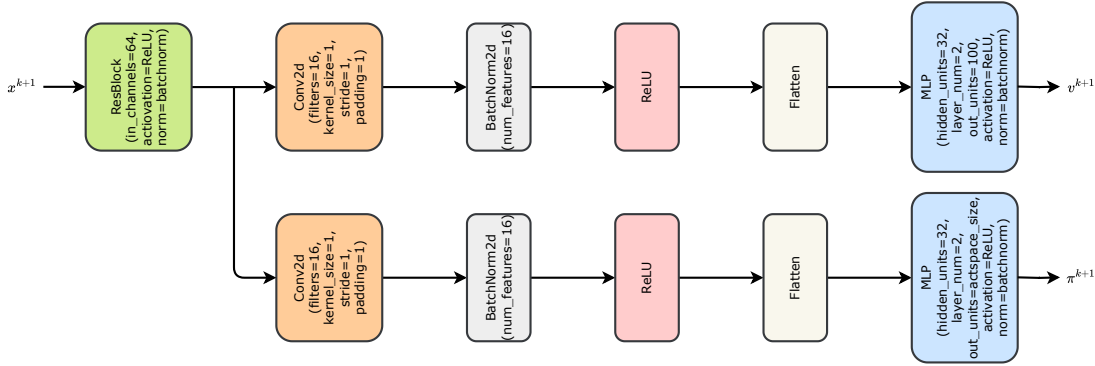 x^{k+1}
ResBlock
(in_channels=64,
actiovation=ReLU,
norm=batchnorm)
Conv2d
(filters=16,
kernel_size=1,
stride=1,
padding=1)
BatchNorm2d
(num_features=16)
ReLU
Flatten
MLP
(hidden_units=32,
layer_num=2,
out_units=100,
activation=ReLU,
norm=batchnorm)
v^{k+1}
Conv2d
(filters=16,
kernel_size=1,
stride=1,
padding=1)
BatchNorm2d
(num_features=16)
ReLU
Flatten
MLP
(hidden_units=32,
layer_num=2,
out_units=actspace_size,
activation=ReLU,
norm=batchnorm)
π^{k+1}